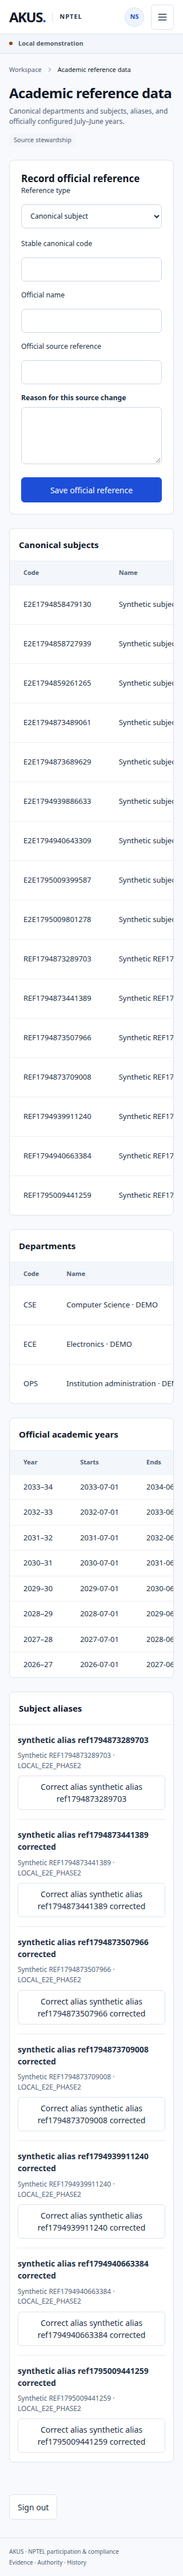 AKUS. NPTEL NS
Local demonstration
Workspace > Academic reference data
Academic reference data
Canonical departments and subjects, aliases, and
officially configured July–June years.
Source stewardship
Record official reference
Reference type
Canonical subject
Stable canonical code
Official name
Official source reference
Reason for this source change
Save official reference
Canonical subjects
Code Name
E2E1794858479130 Synthetic subjec
E2E1794858727939 Synthetic subjec
E2E1794859261265 Synthetic subjec
E2E1794873489061 Synthetic subjec
E2E1794873689629 Synthetic subjec
E2E1794939886633 Synthetic subjec
E2E1794940643309 Synthetic subjec
E2E1795009399587 Synthetic subjec
E2E1795009801278 Synthetic subjec
REF1794873289703 Synthetic REF17
REF1794873441389 Synthetic REF17
REF1794873507966 Synthetic REF17
REF1794873709008 Synthetic REF17
REF1794939911240 Synthetic REF17
REF1794940663384 Synthetic REF17
REF1795009441259 Synthetic REF17
Departments
Code Name
CSE Computer Science · DEMO
ECE Electronics · DEMO
OPS Institution administration · DEM
Official academic years
Year Starts Ends
2033–34 2033-07-01 2034-06
2032–33 2032-07-01 2033-06
2031–32 2031-07-01 2032-06
2030–31 2030-07-01 2031-06
2029–30 2029-07-01 2030-06
2028–29 2028-07-01 2029-06
2027–28 2027-07-01 2028-06
2026–27 2026-07-01 2027-06
Subject aliases
synthetic alias ref1794873289703
Synthetic REF1794873289703 ·
LOCAL_E2E_PHASE2
Correct alias synthetic alias
ref1794873289703
synthetic alias ref1794873441389
corrected
Synthetic REF1794873441389 ·
LOCAL_E2E_PHASE2
Correct alias synthetic alias
ref1794873441389 corrected
synthetic alias ref1794873507966
corrected
Synthetic REF1794873507966 ·
LOCAL_E2E_PHASE2
Correct alias synthetic alias
ref1794873507966 corrected
synthetic alias ref1794873709008
corrected
Synthetic REF1794873709008 ·
LOCAL_E2E_PHASE2
Correct alias synthetic alias
ref1794873709008 corrected
synthetic alias ref1794939911240
corrected
Synthetic REF1794939911240 ·
LOCAL_E2E_PHASE2
Correct alias synthetic alias
ref1794939911240 corrected
synthetic alias ref1794940663384
corrected
Synthetic REF1794940663384 ·
LOCAL_E2E_PHASE2
Correct alias synthetic alias
ref1794940663384 corrected
synthetic alias ref1795009441259
corrected
Synthetic REF1795009441259 ·
LOCAL_E2E_PHASE2
Correct alias synthetic alias
ref1795009441259 corrected
Sign out
AKUS · NPTEL participation & compliance
Evidence · Authority · History